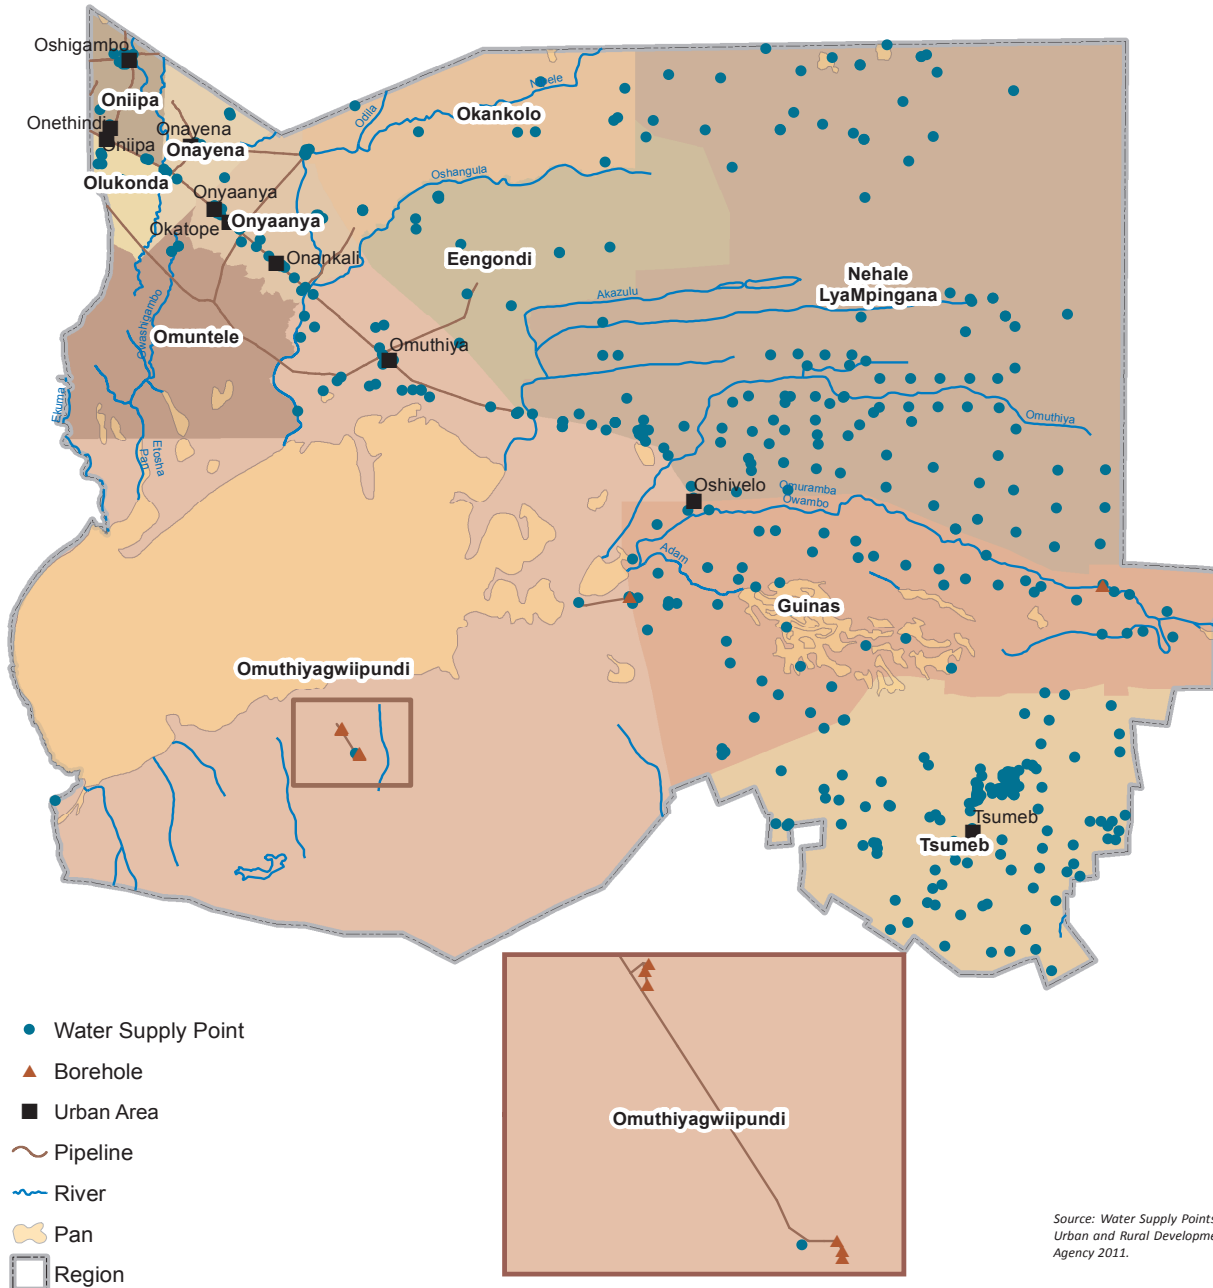 Oshigambo
Oniipa
Onethindi
Oniipa
Onayena
Onayena
Olukonda
Onyaanya
Onyaanya
Okatope
Onankali
Odila
Okankolo
Oshangula
Eengondi
Akazulu
Nehale
LyaMpingana
Omuntele
Owashigambo
Omuthiya
Ekuma
Etosha
Pan
Omuthiya
Oshivelo
Omuramba
Owambo
Adam
Guinas
Omuthiyagwiipundi
Tsumeb
Tsumeb
Omuthiyagwiipundi
Water Supply Point
Borehole
Urban Area
Pipeline
River
Pan
Region
Source: Water Supply Points
Urban and Rural Developme
Agency 2011.